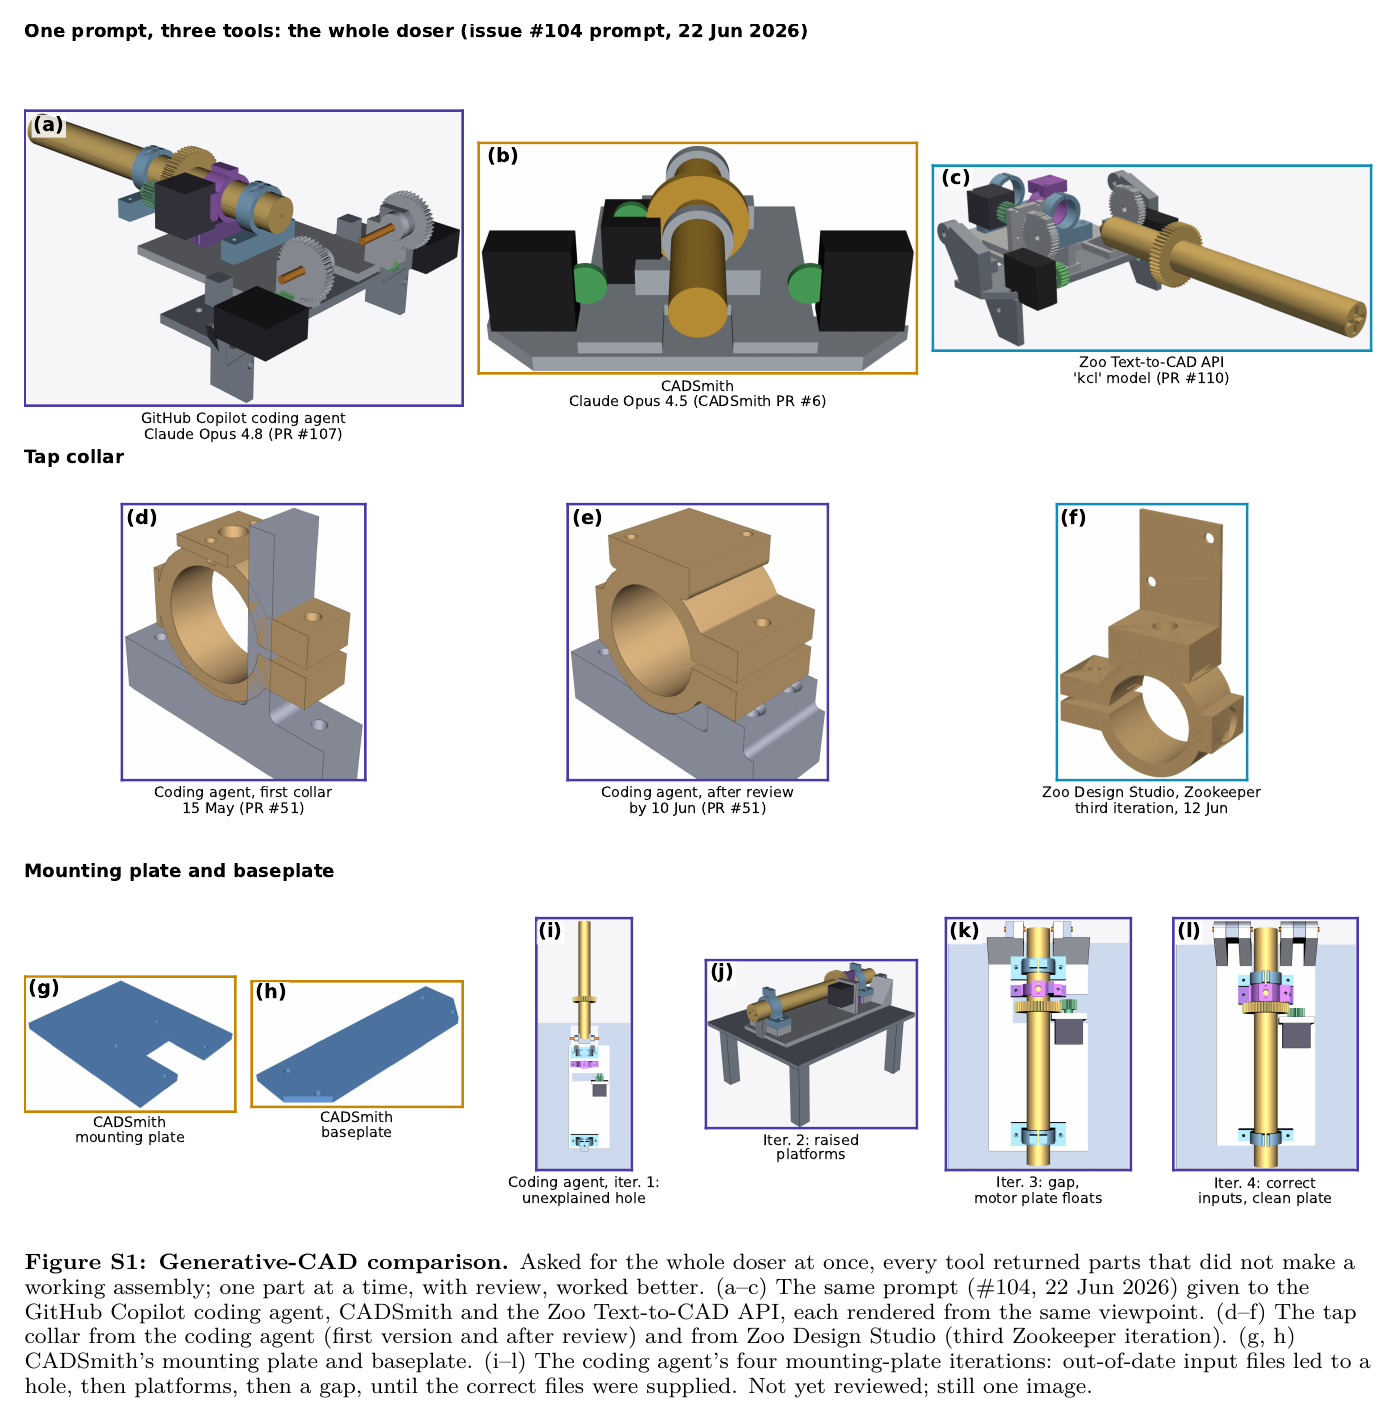 One prompt, three tools: the whole doser (issue #104 prompt, 22 Jun 2026)
(a)
(b)
(c)
GitHub Copilot coding agent
Claude Opus 4.8 (PR #107)
CADSmith
Claude Opus 4.5 (CADSmith PR #6)
Zoo Text-to-CAD API
'kcl' model (PR #110)
Tap collar
(d)
(e)
(f)
Coding agent, first collar
15 May (PR #51)
Coding agent, after review
by 10 Jun (PR #51)
Zoo Design Studio, Zookeeper
third iteration, 12 Jun
Mounting plate and baseplate
(g)
(h)
(i)
(j)
(k)
(l)
CADSmith
mounting plate
CADSmith
baseplate
Coding agent, iter. 1:
unexplained hole
Iter. 2: raised
platforms
Iter. 3: gap,
motor plate floats
Iter. 4: correct
inputs, clean plate
Figure S1: Generative-CAD comparison. Asked for the whole doser at once, every tool returned parts that did not make a
working assembly; one part at a time, with review, worked better. (a–c) The same prompt (#104, 22 Jun 2026) given to the
GitHub Copilot coding agent, CADSmith and the Zoo Text-to-CAD API, each rendered from the same viewpoint. (d–f) The tap
collar from the coding agent (first version and after review) and from Zoo Design Studio (third Zookeeper iteration). (g, h)
CADSmith's mounting plate and baseplate. (i–l) The coding agent's four mounting-plate iterations: out-of-date input files led to a
hole, then platforms, then a gap, until the correct files were supplied. Not yet reviewed; still one image.